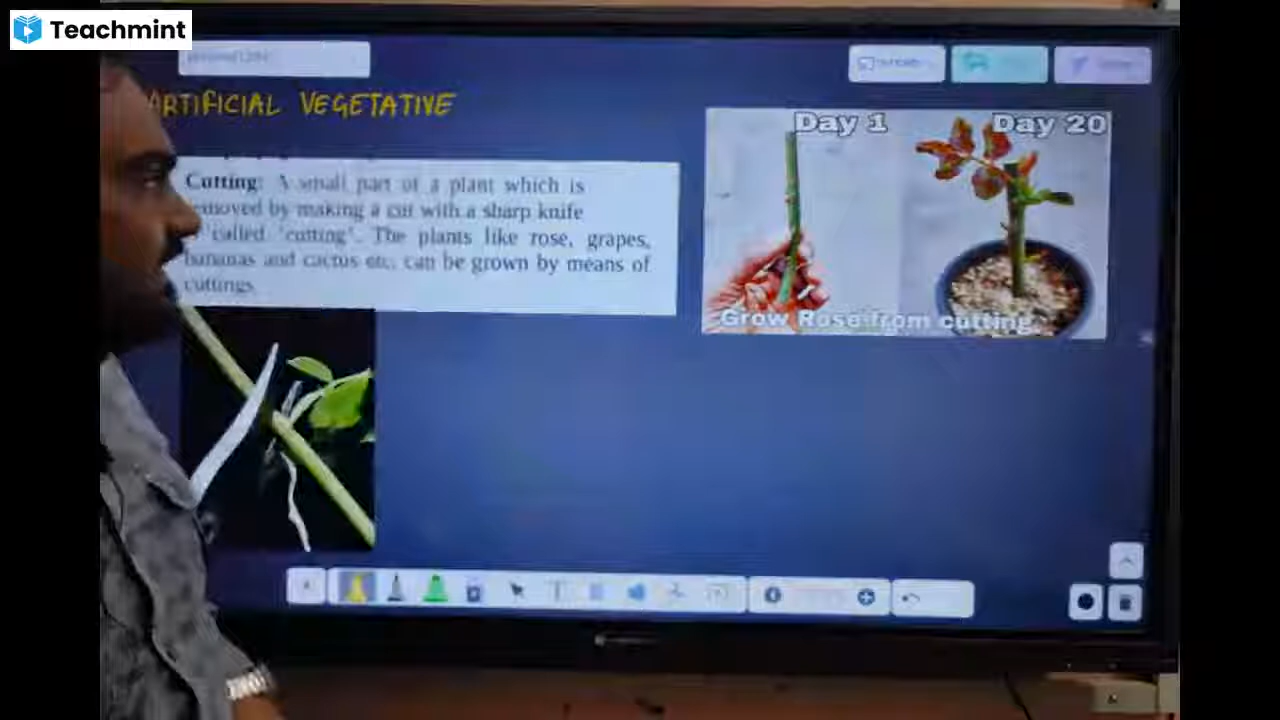 Teachmint
ARTIFICIAL VEGETATIVE
Day 1
Day 20
Cutting: A small part of a plant which is
removed by making a cut with a sharp knife
called 'cutting'. The plants like rose, grapes,
bananas and cactus etc. can be grown by means of
cuttings.
Grow Rose from cutting